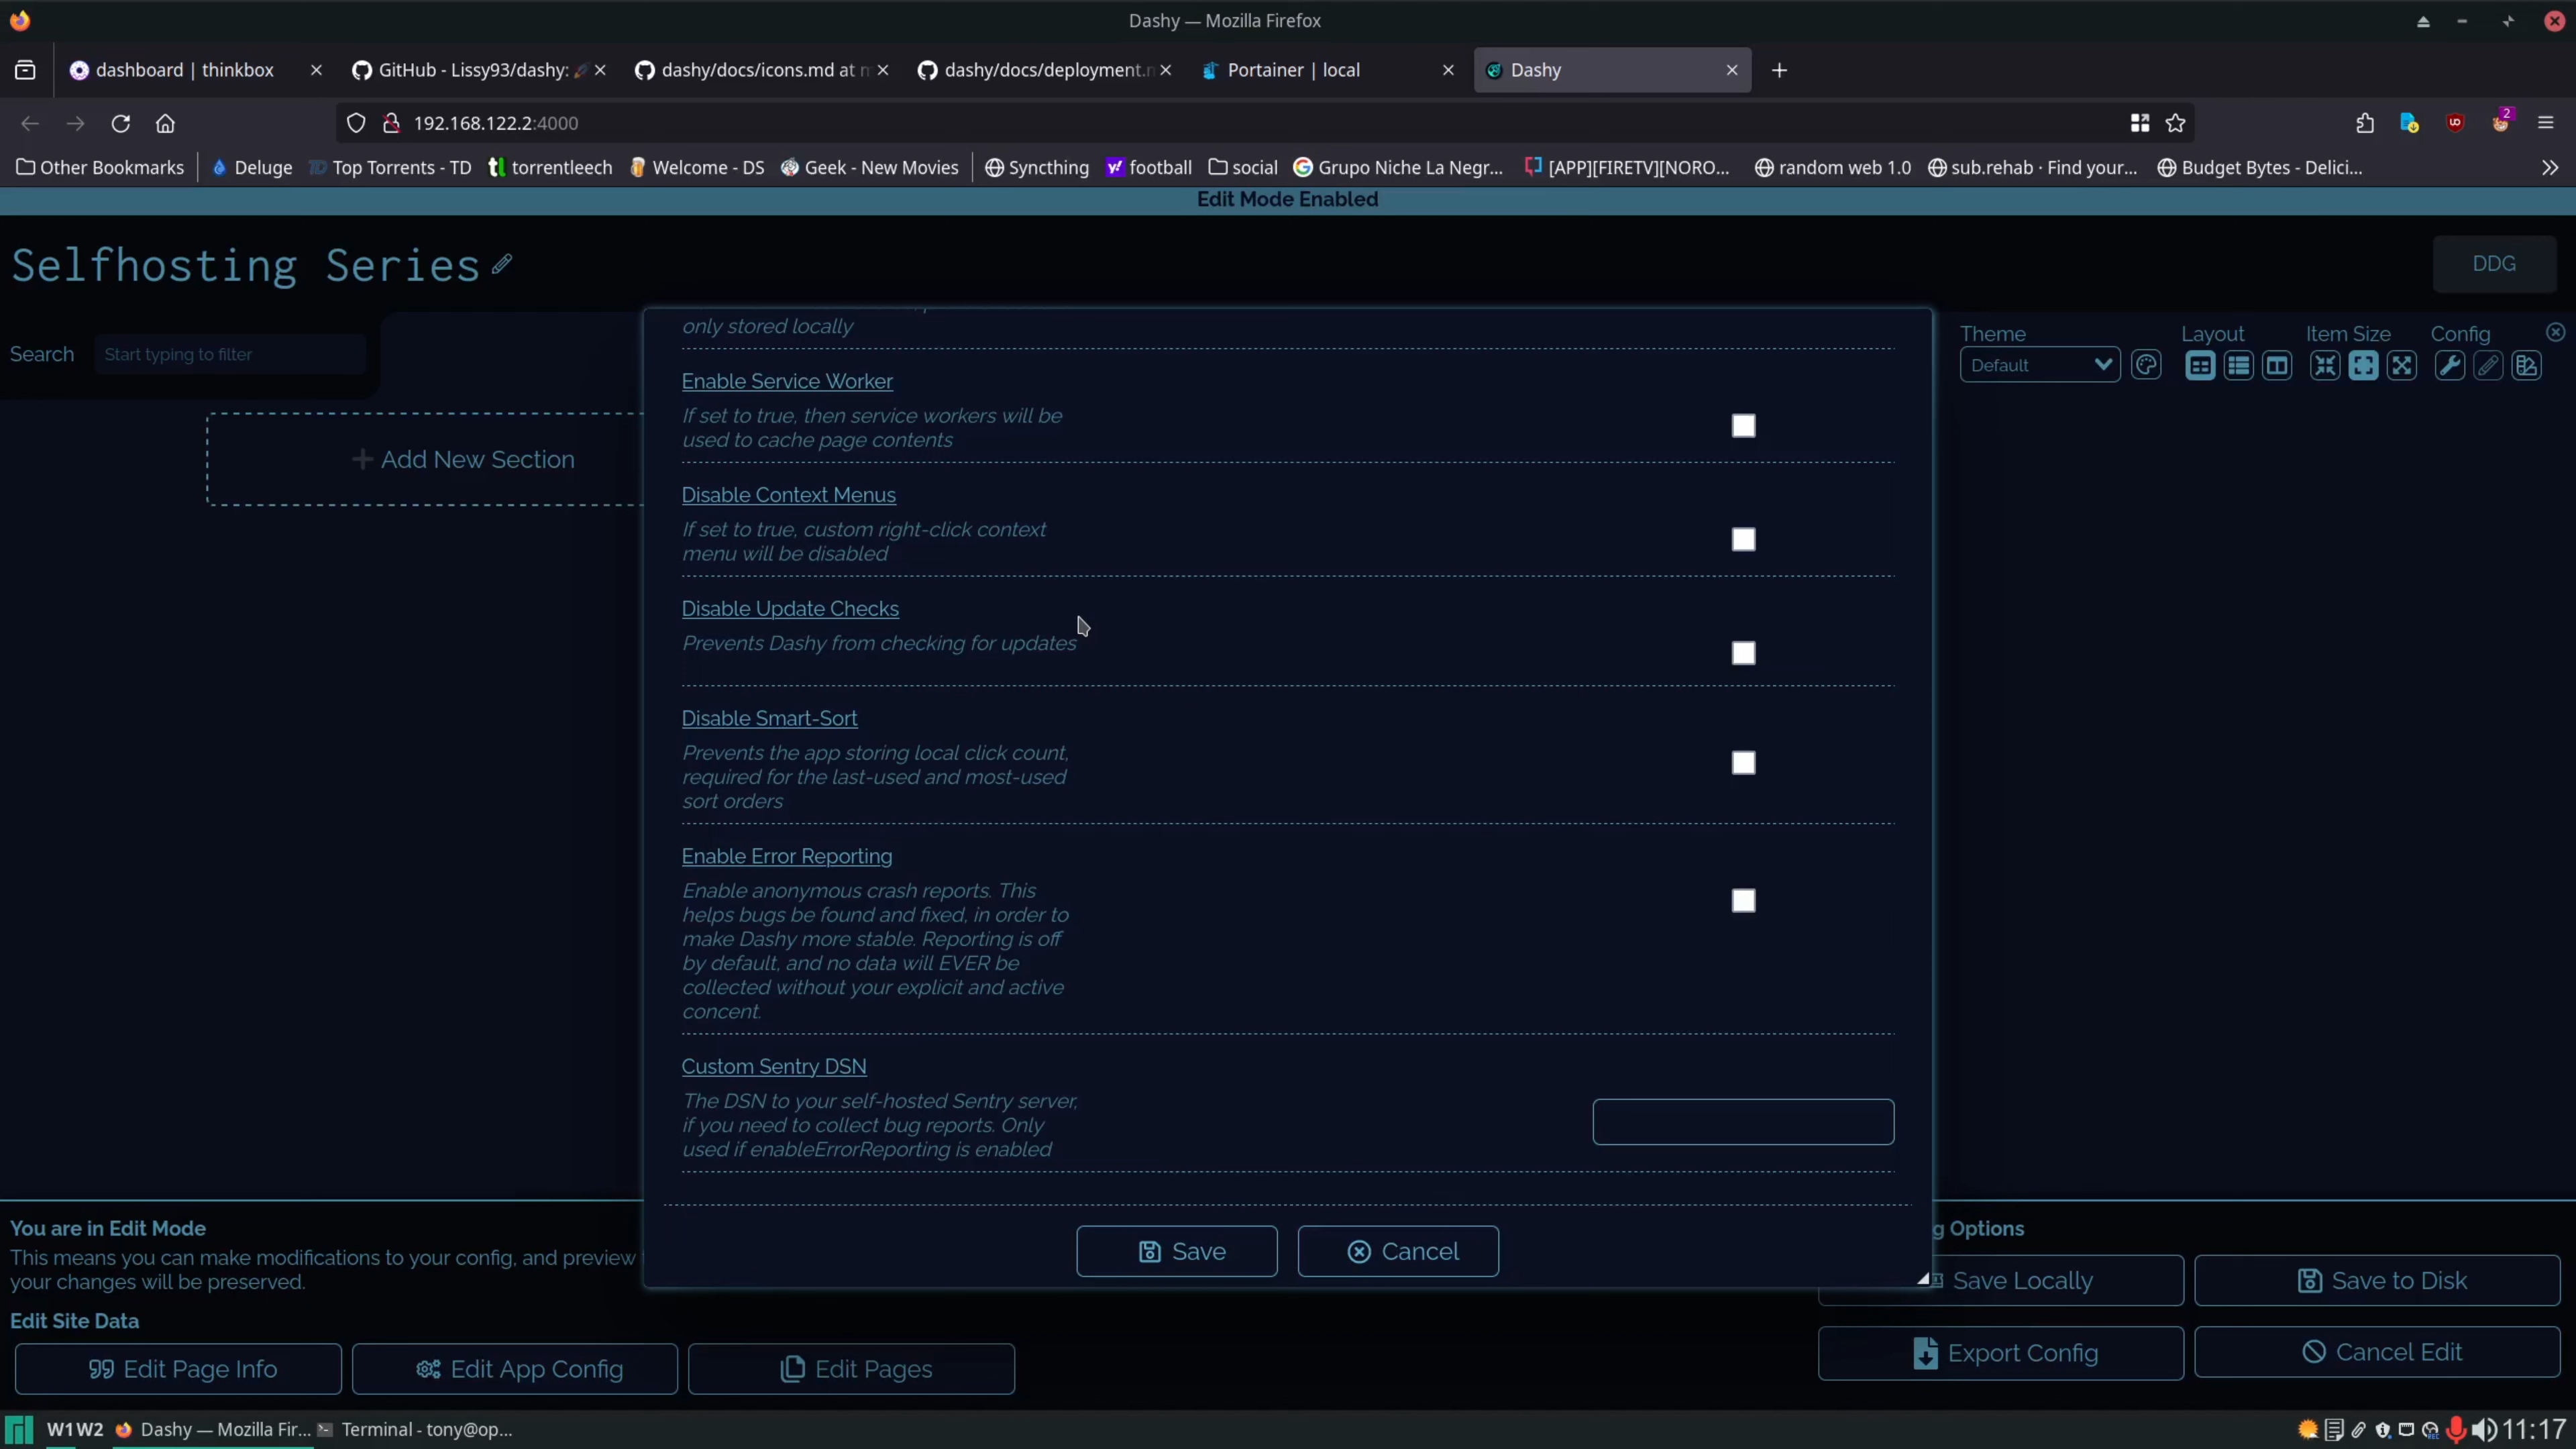 Dashy — Mozilla Firefox
dashboard | thinkbox
GitHub - Lissy93/dashy:
dashy/docs/icons.md at
dashy/docs/deployment.
Portainer | local
Dashy
192.168.122.2:4000
2
Other Bookmarks
Deluge
TD Top Torrents - TD
torrentleech
Welcome - DS
Geek - New Movies
Syncthing
football
social
Grupo Niche La Negr...
[APP][FIRETV][NORO...
random web 1.0
sub.rehab · Find your...
Budget Bytes - Delici...
Edit Mode Enabled
Selfhosting Series
DDG
Search
Start typing to filter
Theme
Layout
Item Size
Config
Default
Add New Section
only stored locally
Enable Service Worker
If set to true, then service workers will be
used to cache page contents
Disable Context Menus
If set to true, custom right-click context
menu will be disabled
Disable Update Checks
Prevents Dashy from checking for updates
Disable Smart-Sort
Prevents the app storing local click count,
required for the last-used and most-used
sort orders
Enable Error Reporting
Enable anonymous crash reports. This
helps bugs be found and fixed, in order to
make Dashy more stable. Reporting is off
by default, and no data will EVER be
collected without your explicit and active
concent.
Custom Sentry DSN
The DSN to your self-hosted Sentry server,
if you need to collect bug reports. Only
used if enableErrorReporting is enabled
Save
Cancel
You are in Edit Mode
This means you can make modifications to your config, and preview
your changes will be preserved.
Edit Site Data
Edit Page Info
Edit App Config
Edit Pages
g Options
Save Locally
Save to Disk
Export Config
Cancel Edit
W1 W2
Dashy — Mozilla Fir...
Terminal - tony@op...
11:17